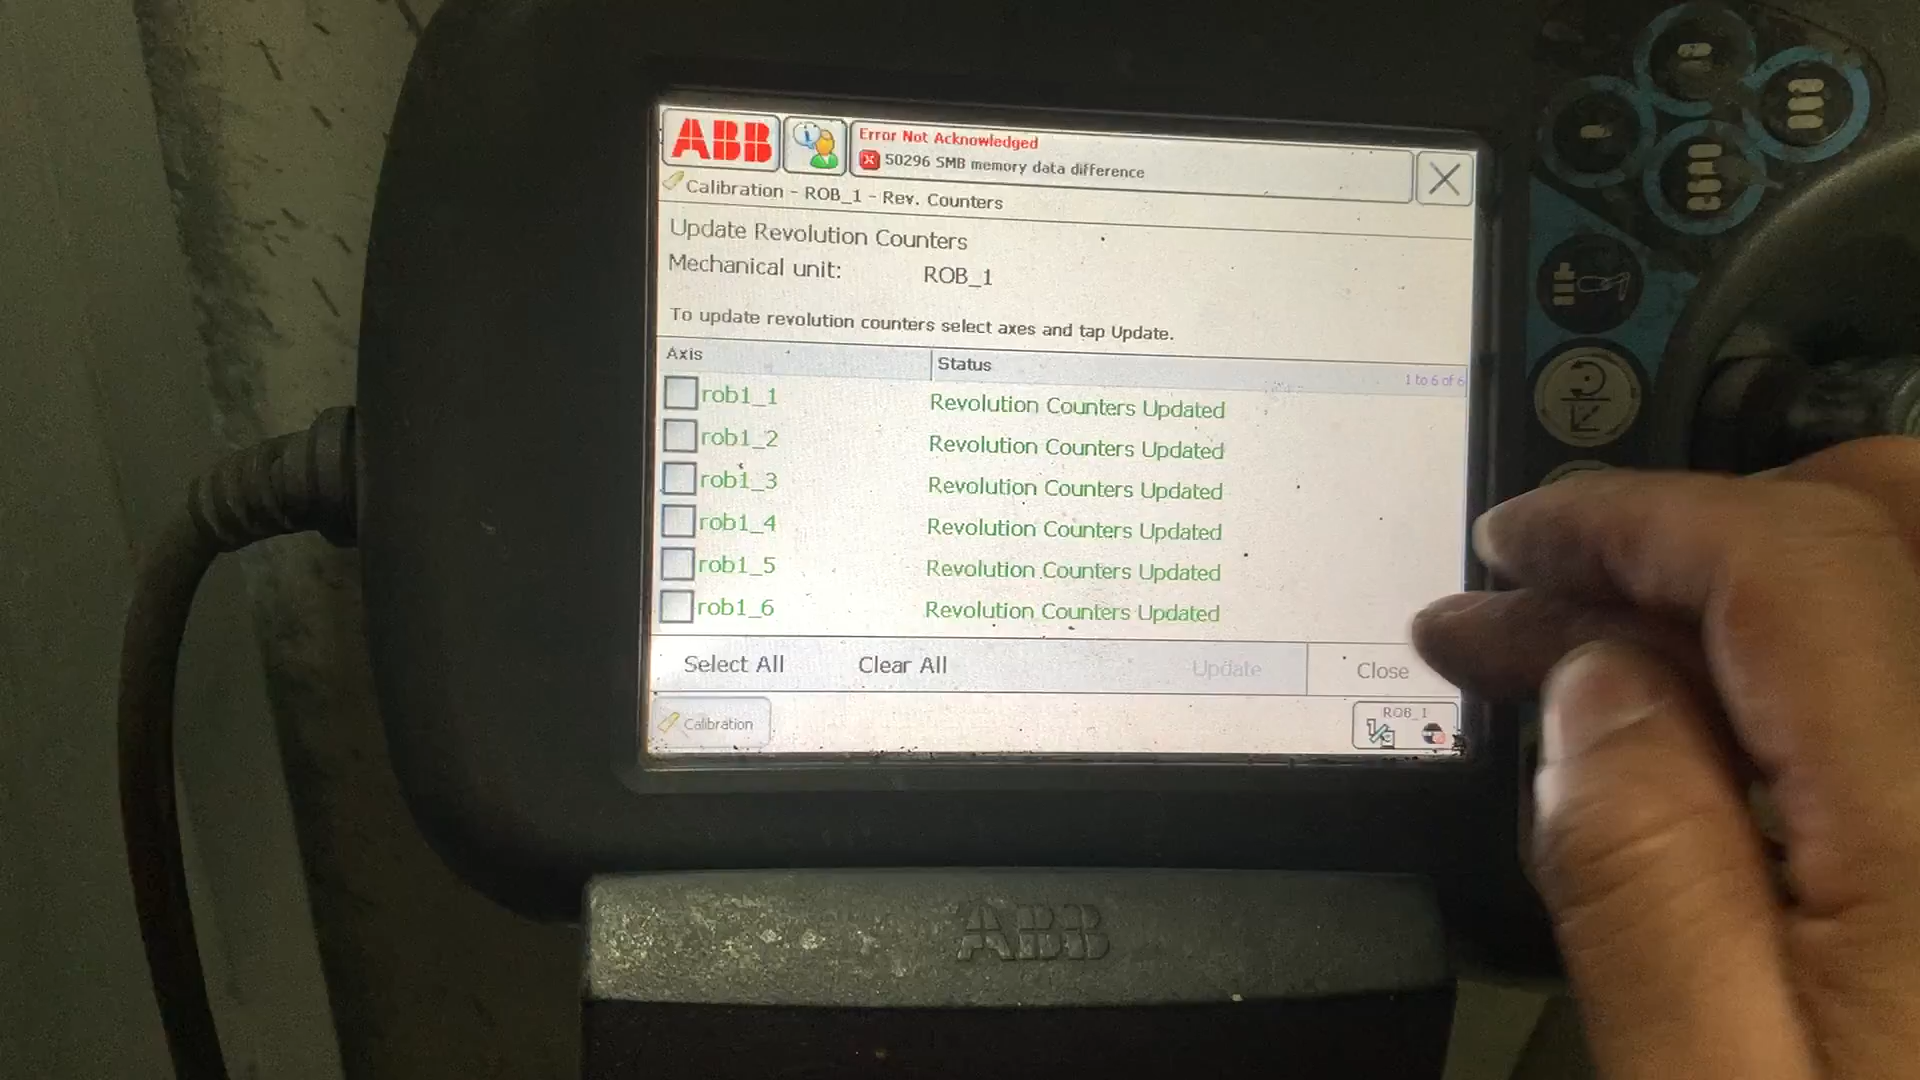 ABB
Error Not Acknowledged
50296 SMB memory data difference
Calibration - ROB_1 - Rev. Counters
Update Revolution Counters
Mechanical unit: ROB_1
To update revolution counters select axes and tap Update.
Axis Status 1 to 6 of 6
rob1_1 Revolution Counters Updated
rob1_2 Revolution Counters Updated
rob1_3 Revolution Counters Updated
rob1_4 Revolution Counters Updated
rob1_5 Revolution Counters Updated
rob1_6 Revolution Counters Updated
Select All Clear All Update Close
Calibration ROB_1
ABB